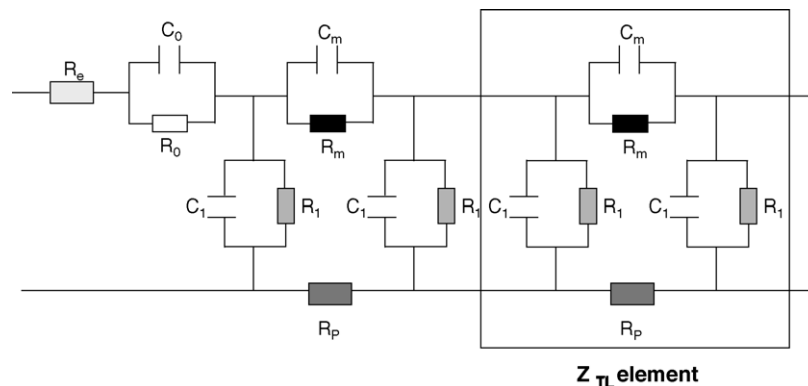 C0 Cm Cm
Re
R0 Rm Rm
C1 R1 C1 R1 C1 R1 C1 R1
RP RP
Z TL element